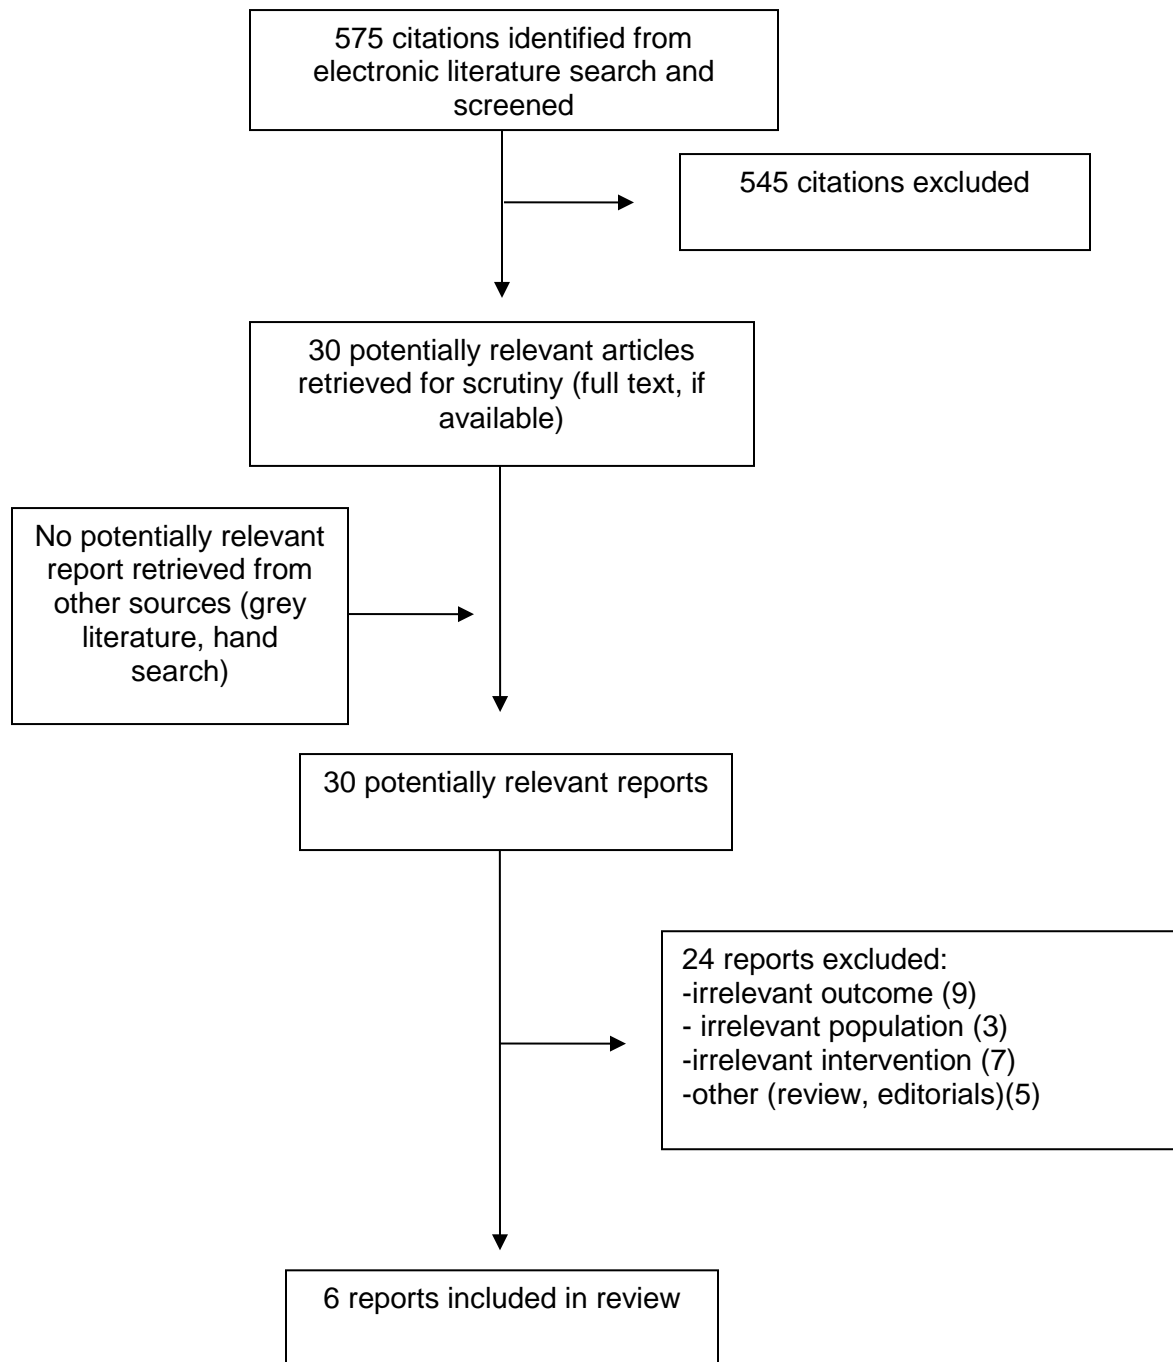 575 citations identified from
electronic literature search and
screened
545 citations excluded
30 potentially relevant articles
retrieved for scrutiny (full text, if
available)
No potentially relevant
report retrieved from
other sources (grey
literature, hand
search)
30 potentially relevant reports
24 reports excluded:
-irrelevant outcome (9)
- irrelevant population (3)
-irrelevant intervention (7)
-other (review, editorials)(5)
6 reports included in review